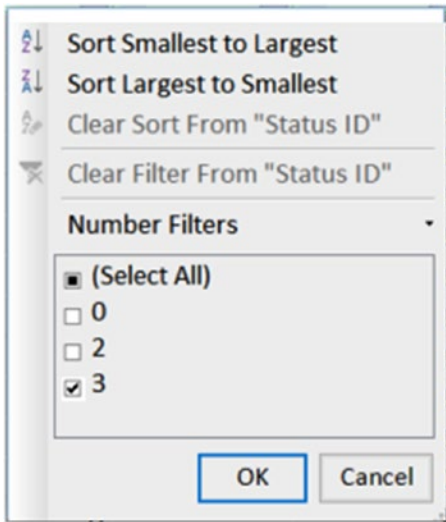 Sort Smallest to Largest
Sort Largest to Smallest
Clear Sort From "Status ID"
Clear Filter From "Status ID"
Number Filters
(Select All)
0
2
3
OK Cancel